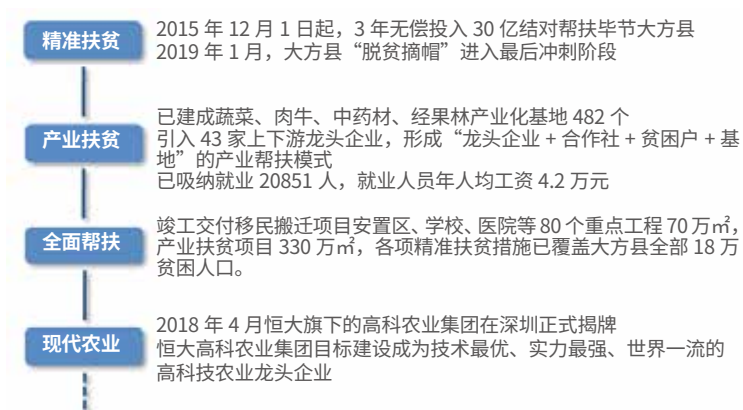 精准扶贫
2015 年 12 月 1 日起，3 年无偿投入 30 亿结对帮扶毕节大方县
2019 年 1 月，大方县“脱贫摘帽”进入最后冲刺阶段
产业扶贫
已建成蔬菜、肉牛、中药材、经果林产业化基地 482 个
引入 43 家上下游龙头企业，形成“龙头企业 + 合作社 + 贫困户 + 基
地”的产业帮扶模式
已吸纳就业 20851 人，就业人员年人均工资 4.2 万元
全面帮扶
竣工交付移民搬迁项目安置区、学校、医院等 80 个重点工程 70 万㎡，
产业扶贫项目 330 万㎡，各项精准扶贫措施已覆盖大方县全部 18 万
贫困人口。
现代农业
2018 年 4 月恒大旗下的高科农业集团在深圳正式揭牌
恒大高科农业集团目标建设成为技术最优、实力最强、世界一流的
高科技农业龙头企业